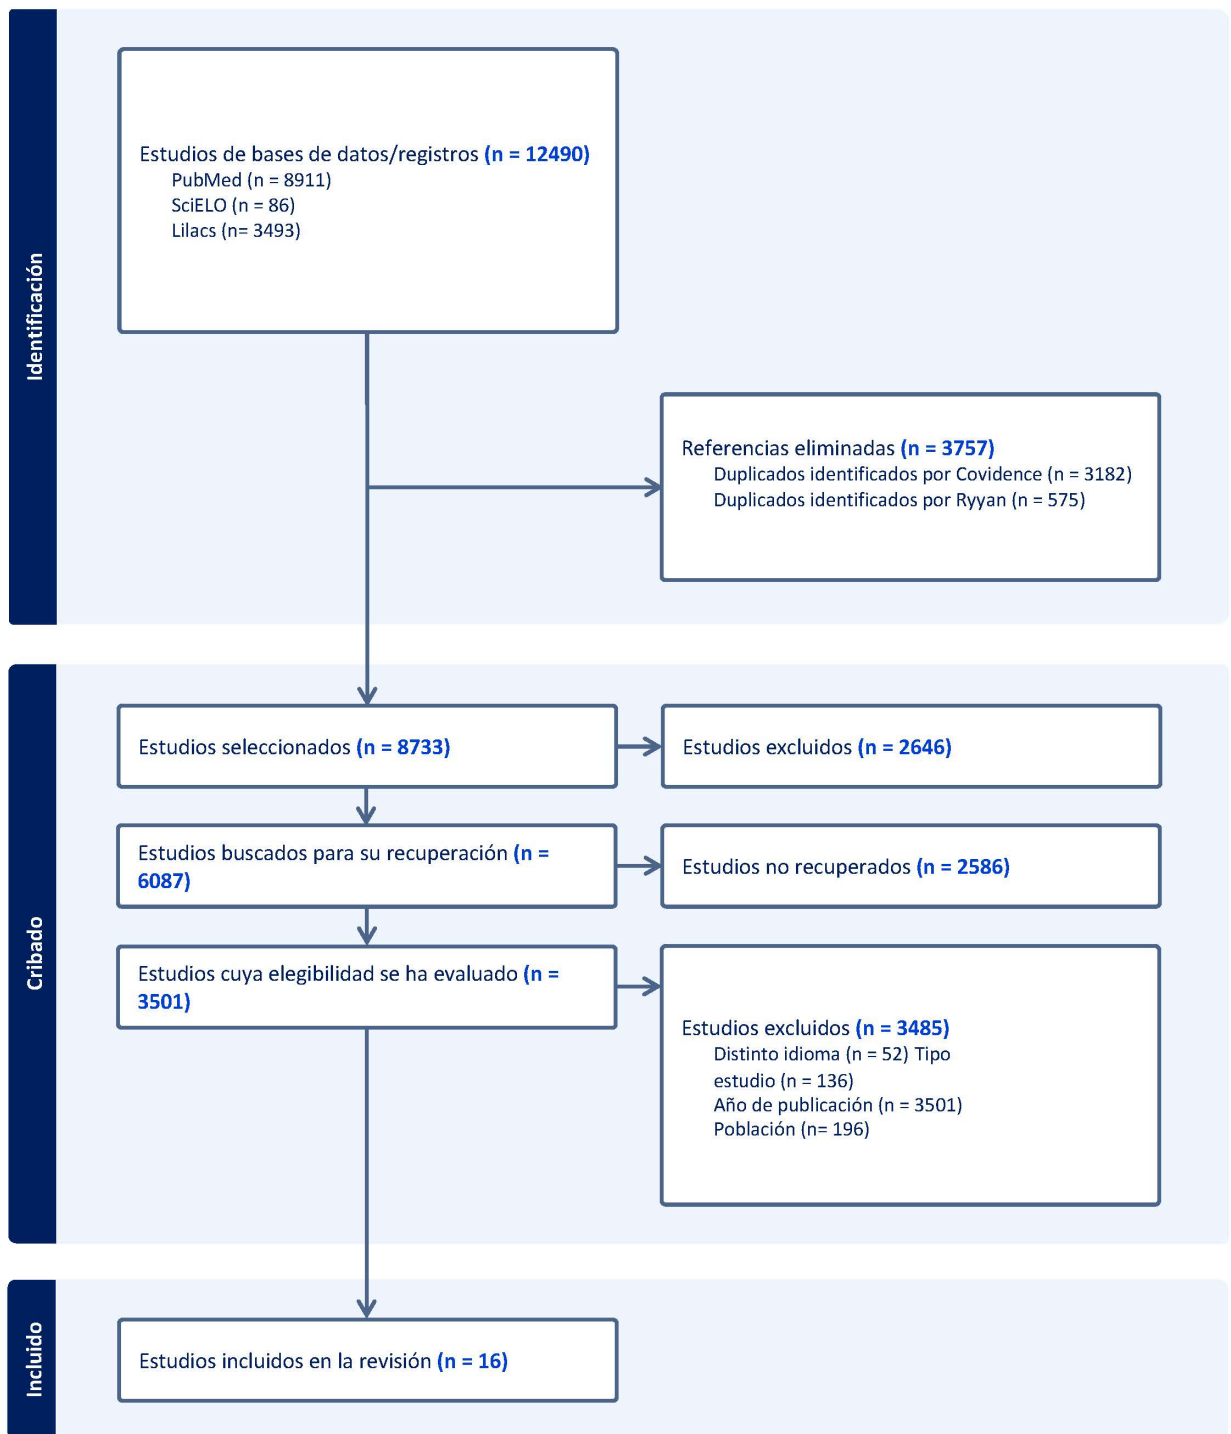 Identificación
Estudios de bases de datos/registros (n = 12490)
PubMed (n = 8911)
SciELO (n = 86)
Lilacs (n= 3493)
Referencias eliminadas (n = 3757)
Duplicados identificados por Covidence (n = 3182)
Duplicados identificados por Ryyan (n = 575)
Cribado
Estudios seleccionados (n = 8733)
Estudios excluidos (n = 2646)
Estudios buscados para su recuperación (n =
6087)
Estudios no recuperados (n = 2586)
Estudios cuya elegibilidad se ha evaluado (n =
3501)
Estudios excluidos (n = 3485)
Distinto idioma (n = 52) Tipo
estudio (n = 136)
Año de publicación (n = 3501)
Población (n= 196)
Incluido
Estudios incluidos en la revisión (n = 16)